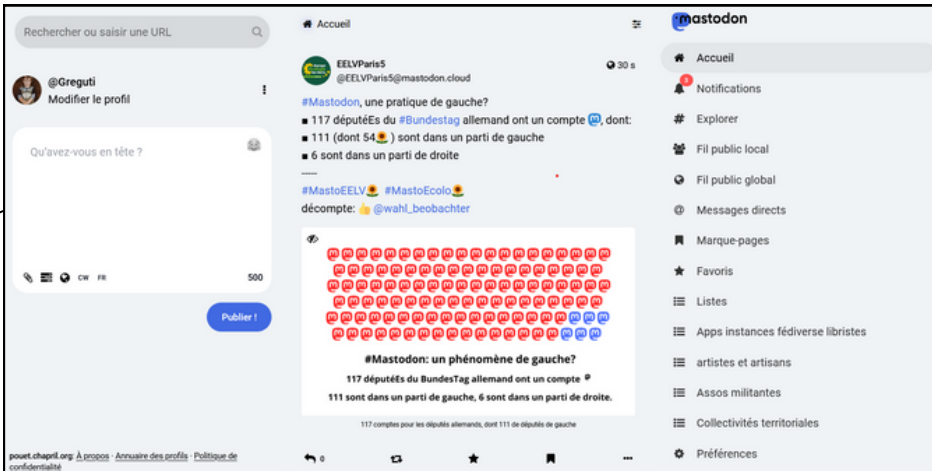 Rechercher ou saisir une URL
@Greguti
Modifier le profil
Qu'avez-vous en tête ?
CW FR
500
Publier !
pouet.chapril.org: À propos · Annuaire des profils · Politique de
confidentialité
Accueil
EELVParis5
@EELVParis5@mastodon.cloud
30 s
#Mastodon, une pratique de gauche?
■ 117 députéEs du #Bundestag allemand ont un compte , dont:
■ 111 (dont 54🌻 ) sont dans un parti de gauche
■ 6 sont dans un parti de droite
-----
#MastoEELV🌻 #MastoEcolo🌻
décompte: 👍 @wahl_beobachter
#Mastodon: un phénomène de gauche?
117 députéEs du BundesTag allemand ont un compte
111 sont dans un parti de gauche, 6 sont dans un parti de droite.
117 comptes pour les députés allemands, dont 111 de députés de gauche
0
mastodon
Accueil
3
Notifications
# Explorer
Fil public local
Fil public global
@ Messages directs
Marque-pages
Favoris
Listes
Apps instances fédiverse libristes
artistes et artisans
Assos militantes
Collectivités territoriales
Préférences